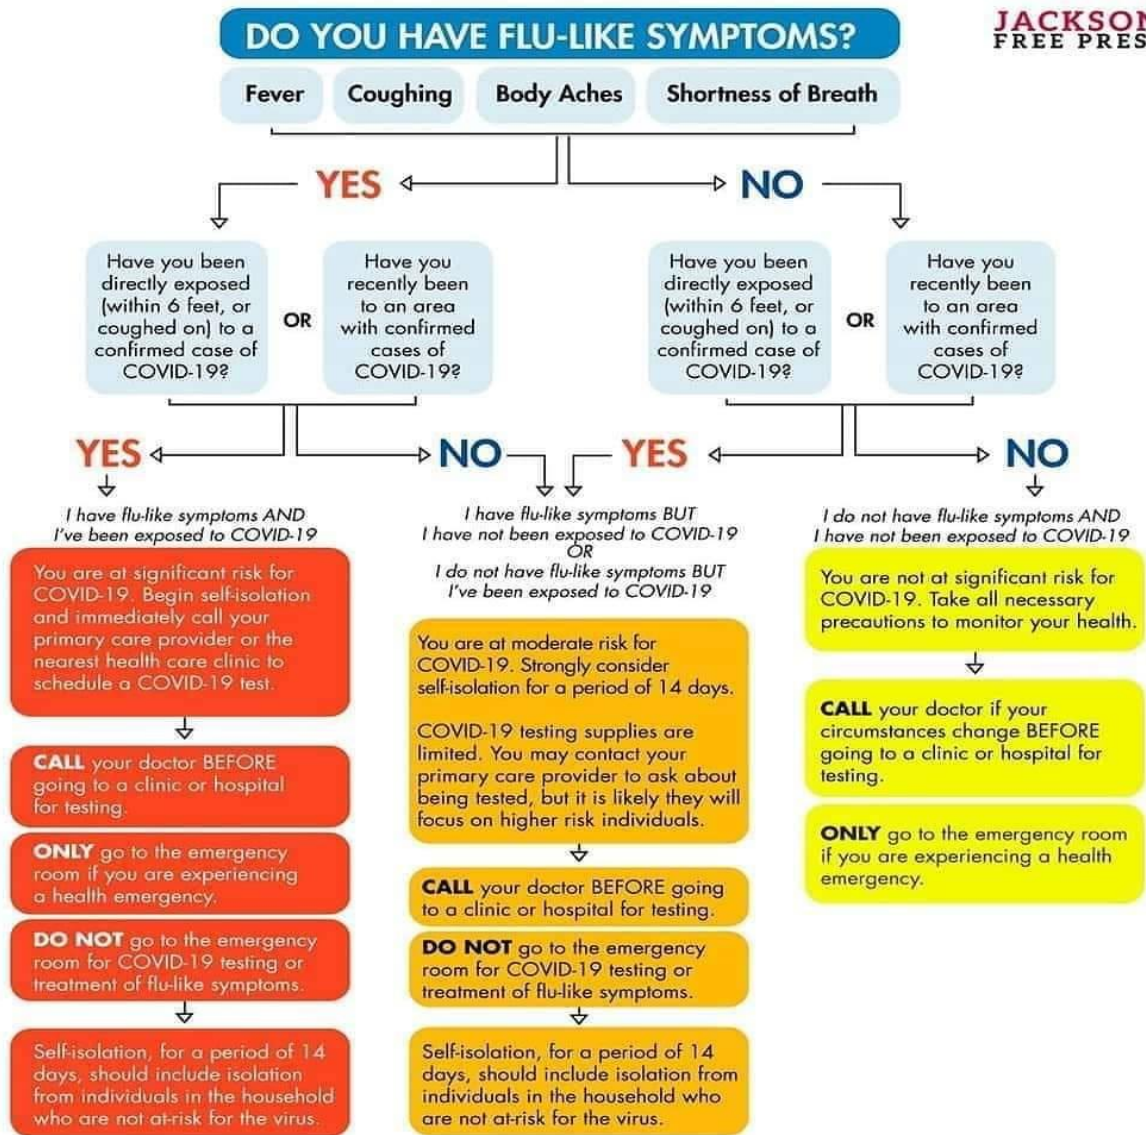 DO YOU HAVE FLU-LIKE SYMPTOMS?
JACKSON
FREE PRES
Fever
Coughing
Body Aches
Shortness of Breath
YES
NO
Have you been
directly exposed
(within 6 feet, or
coughed on) to a
confirmed case of
COVID-19?
OR
Have you
recently been
to an area
with confirmed
cases of
COVID-19?
Have you been
directly exposed
(within 6 feet, or
coughed on) to a
confirmed case of
COVID-19?
OR
Have you
recently been
to an area
with confirmed
cases of
COVID-19?
YES
NO
YES
NO
I have flu-like symptoms AND
I've been exposed to COVID-19
You are at significant risk for
COVID-19. Begin self-isolation
and immediately call your
primary care provider or the
nearest health care clinic to
schedule a COVID-19 test.
CALL your doctor BEFORE
going to a clinic or hospital
for testing.
ONLY go to the emergency
room if you are experiencing
a health emergency.
DO NOT go to the emergency
room for COVID-19 testing or
treatment of flu-like symptoms.
Self-isolation, for a period of 14
days, should include isolation
from individuals in the household
who are not at-risk for the virus.
I have flu-like symptoms BUT
I have not been exposed to COVID-19
OR
I do not have flu-like symptoms BUT
I've been exposed to COVID-19
You are at moderate risk for
COVID-19. Strongly consider
self-isolation for a period of 14 days.
COVID-19 testing supplies are
limited. You may contact your
primary care provider to ask about
being tested, but it is likely they will
focus on higher risk individuals.
CALL your doctor BEFORE going
to a clinic or hospital for testing.
DO NOT go to the emergency
room for COVID-19 testing or
treatment of flu-like symptoms.
Self-isolation, for a period of 14
days, should include isolation from
individuals in the household who
are not at-risk for the virus.
I do not have flu-like symptoms AND
I have not been exposed to COVID-19
You are not at significant risk for
COVID-19. Take all necessary
precautions to monitor your health.
CALL your doctor if your
circumstances change BEFORE
going to a clinic or hospital for
testing.
ONLY go to the emergency room
if you are experiencing a health
emergency.